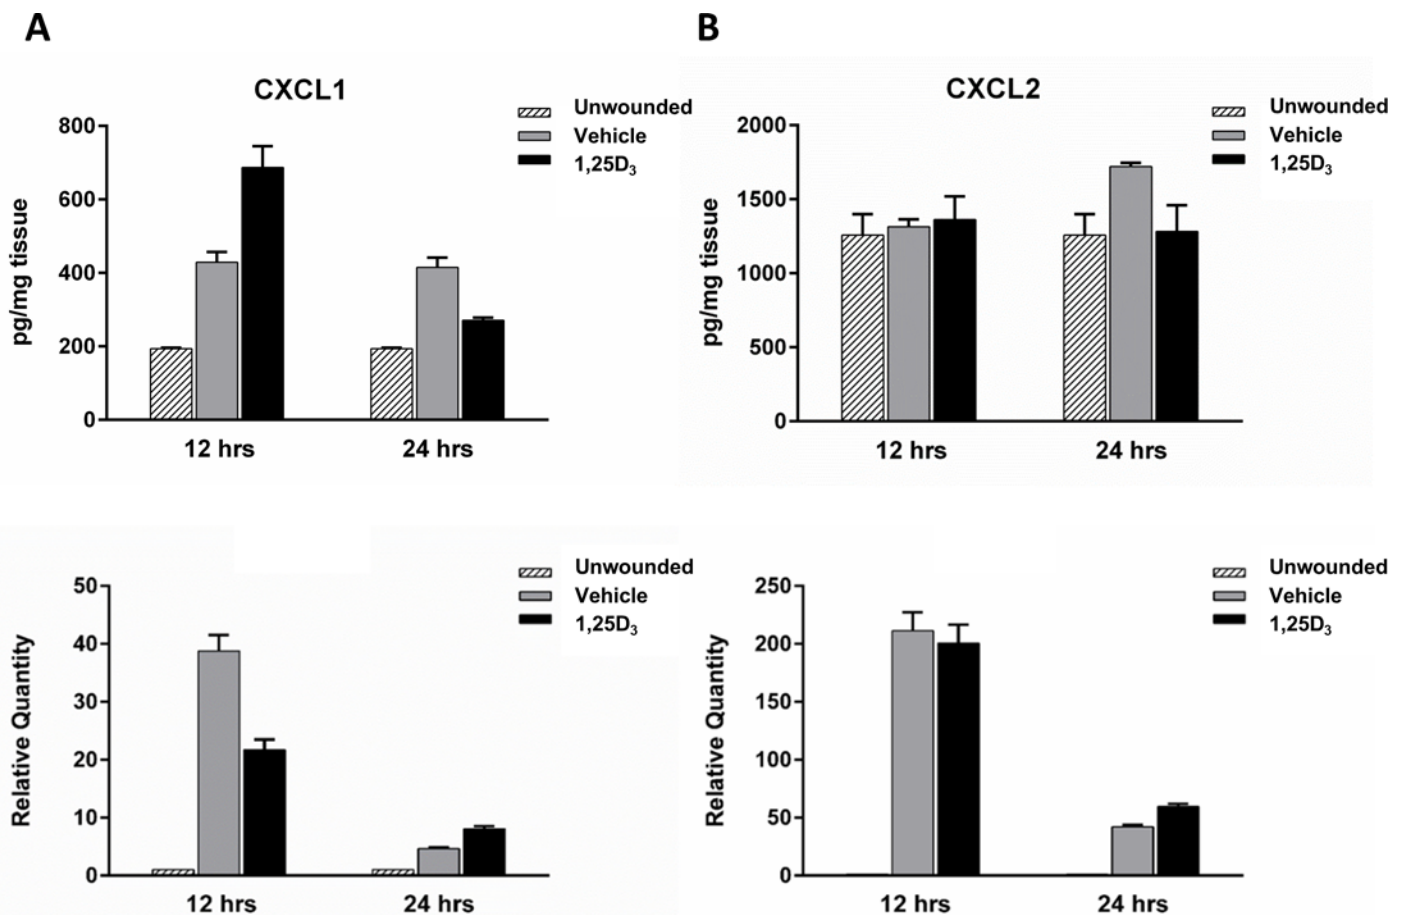 A
CXCL1
Unwounded
Vehicle
1,25D3
800
600
400
200
0
pg/mg tissue
12 hrs
24 hrs
B
CXCL2
Unwounded
Vehicle
1,25D3
2000
1500
1000
500
0
pg/mg tissue
12 hrs
24 hrs
Unwounded
Vehicle
1,25D3
50
40
30
20
10
0
Relative Quantity
12 hrs
24 hrs
Unwounded
Vehicle
1,25D3
250
200
150
100
50
0
Relative Quantity
12 hrs
24 hrs